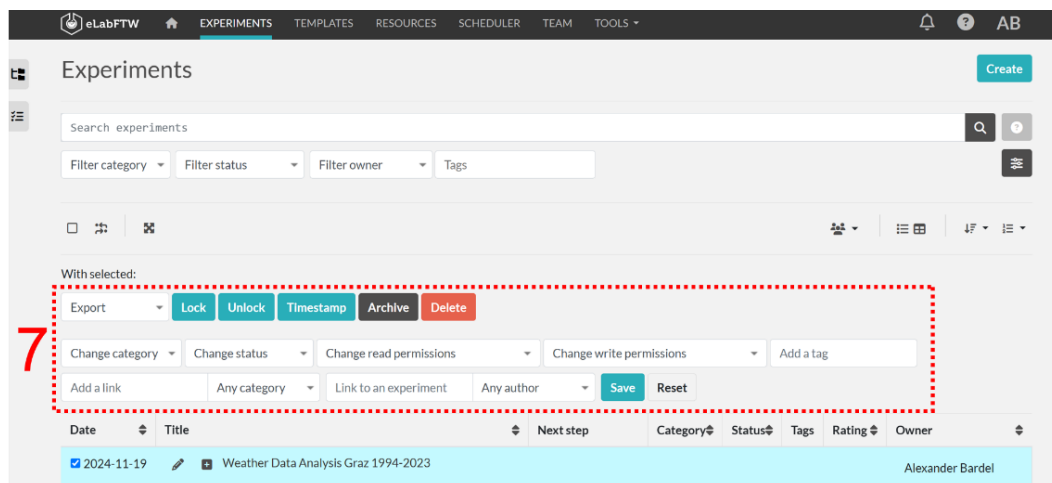 eLabFTW EXPERIMENTS TEMPLATES RESOURCES SCHEDULER TEAM TOOLS ? AB
Experiments Create
Search experiments ?
Filter category Filter status Filter owner Tags
With selected:
Export Lock Unlock Timestamp Archive Delete
7
Change category Change status Change read permissions Change write permissions Add a tag
Add a link Any category Link to an experiment Any author Save Reset
Date Title Next step Category Status Tags Rating Owner
2024-11-19 Weather Data Analysis Graz 1994-2023 Alexander Bardel